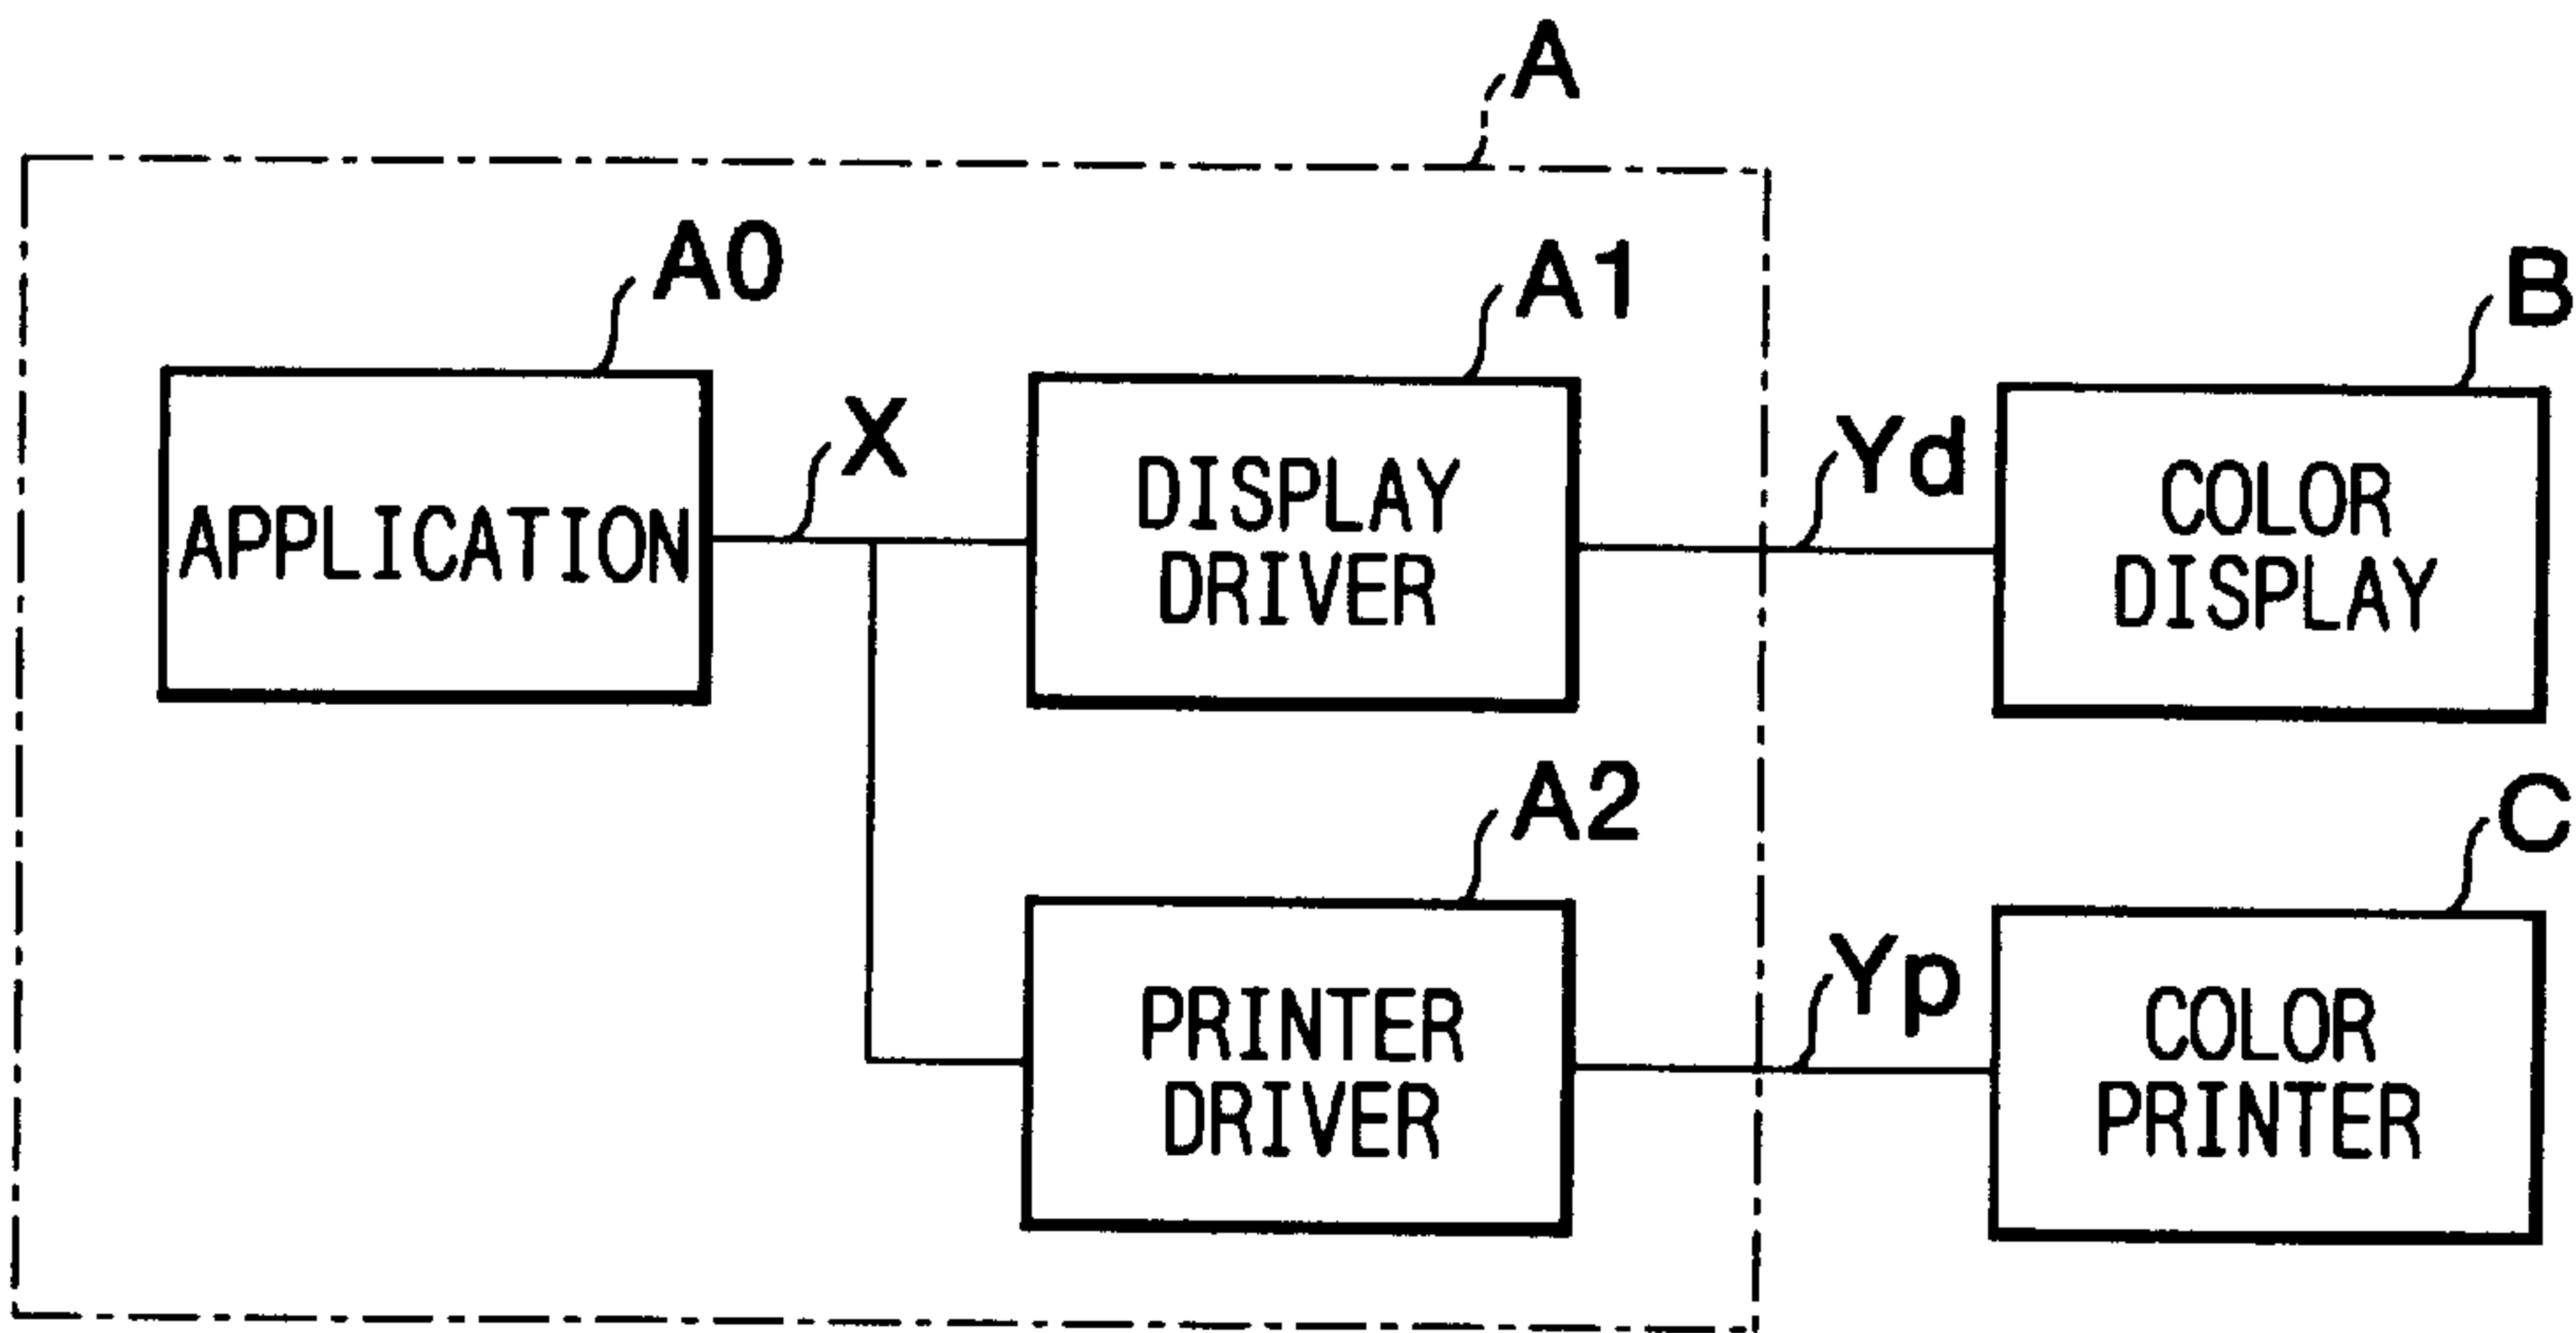 A
A0
A1
B
X
Yd
APPLICATION
DISPLAY
DRIVER
COLOR
DISPLAY
A2
C
Yp
PRINTER
DRIVER
COLOR
PRINTER